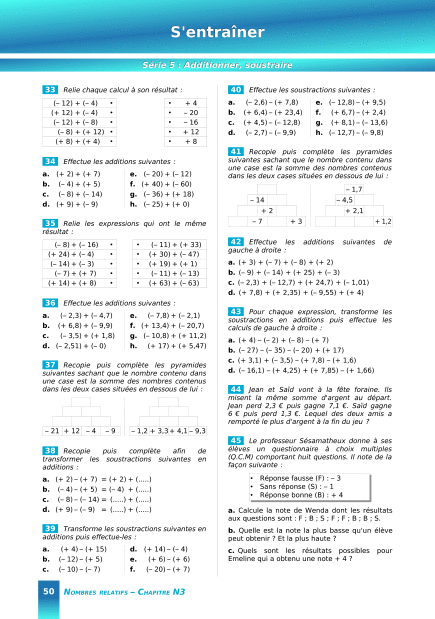 S'entraîner
Série 5 : Additionner, soustraire
33 Relie chaque calcul à son résultat :
(– 12) + (– 4) • • + 4
(+ 12) + (– 4) • • – 20
(– 12) + (– 8) • • – 16
(– 8) + (+ 12) • • + 12
(+ 8) + (+ 4) • • + 8
34 Effectue les additions suivantes :
a. (+ 2) + (+ 7) e. (– 20) + (– 12)
b. (– 4) + (+ 5) f. (+ 40) + (– 60)
c. (– 8) + (– 14) g. (– 36) + (+ 18)
d. (+ 9) + (– 9) h. (– 25) + (+ 0)
35 Relie les expressions qui ont le même
résultat :
(– 8) + (– 16) • • (– 11) + (+ 33)
(+ 24) + (– 4) • • (+ 30) + (– 47)
(– 14) + (– 3) • • (+ 19) + (+ 1)
(– 7) + (+ 7) • • (– 11) + (– 13)
(+ 14) + (+ 8) • • (+ 63) + (– 63)
36 Effectue les additions suivantes :
a. (– 2,3) + (– 4,7) e. (– 7,8) + (– 2,1)
b. (+ 6,8) + (– 9,9) f. (+ 13,4) + (– 20,7)
c. (– 3,5) + (+ 1,8) g. (– 10,8) + (+ 11,2)
d. (– 2,51) + (– 0) h. (+ 17) + (+ 5,47)
37 Recopie puis complète les pyramides
suivantes sachant que le nombre contenu dans
une case est la somme des nombres contenus
dans les deux cases situées en dessous de lui :
– 21 + 12 – 4 – 9 – 1,2 + 3,3 + 4,1 – 9,3
38 Recopie puis complète afin de
transformer les soustractions suivantes en
additions :
a. (+ 2) – (+ 7) = (+ 2) + (.....)
b. (– 4) – (+ 5) = (– 4) + (.....)
c. (– 8) – (– 14) = (.....) + (.....)
d. (+ 9) – (– 9) = (.....) + (.....)
39 Transforme les soustractions suivantes en
additions puis effectue-les :
a. (+ 4) – (+ 15) d. (+ 14) – (– 4)
b. (– 12) – (+ 5) e. (+ 6) – (+ 6)
c. (– 10) – (– 7) f. (– 20) – (+ 7)
40 Effectue les soustractions suivantes :
a. (– 2,6) – (+ 7,8) e. (– 12,8) – (+ 9,5)
b. (+ 6,4) – (+ 23,4) f. (+ 6,7) – (+ 2,4)
c. (+ 4,5) – (– 12,8) g. (+ 8,1) – (– 13,6)
d. (– 2,7) – (– 9,9) h. (– 12,7) – (– 9,8)
41 Recopie puis complète les pyramides
suivantes sachant que le nombre contenu dans
une case est la somme des nombres contenus
dans les deux cases situées en dessous de lui :
– 1,7
– 14 – 4,5
+ 2 + 2,1
– 7 + 3 + 1,2
42 Effectue les additions suivantes de
gauche à droite :
a. (+ 3) + (– 7) + (– 8) + (+ 2)
b. (– 9) + (– 14) + (+ 25) + (– 3)
c. (– 2,3) + (– 12,7) + (+ 24,7) + (– 1,01)
d. (+ 7,8) + (+ 2,35) + (– 9,55) + (+ 4)
43 Pour chaque expression, transforme les
soustractions en additions puis effectue les
calculs de gauche à droite :
a. (+ 4) – (– 2) + (– 8) – (+ 7)
b. (– 27) – (– 35) – (– 20) + (+ 17)
c. (+ 3,1) + (– 3,5) – (+ 7,8) – (+ 1,6)
d. (– 16,1) – (+ 4,25) + (+ 7,85) – (+ 1,66)
44 Jean et Saïd vont à la fête foraine. Ils
misent la même somme d'argent au départ.
Jean perd 2,3 € puis gagne 7,1 €. Saïd gagne
6 € puis perd 1,3 €. Lequel des deux amis a
remporté le plus d'argent à la fin du jeu ?
45 Le professeur Sésamatheux donne à ses
élèves un questionnaire à choix multiples
(Q.C.M) comportant huit questions. Il note de la
façon suivante :
• Réponse fausse (F) : – 3
• Sans réponse (S) : – 1
• Réponse bonne (B) : + 4
a. Calcule la note de Wenda dont les résultats
aux questions sont : F ; B ; S ; F ; F ; B ; B ; S.
b. Quelle est la note la plus basse qu'un élève
peut obtenir ? Et la plus haute ?
c. Quels sont les résultats possibles pour
Emeline qui a obtenu une note + 4 ?
50 Nombres relatifs – Chapitre N3